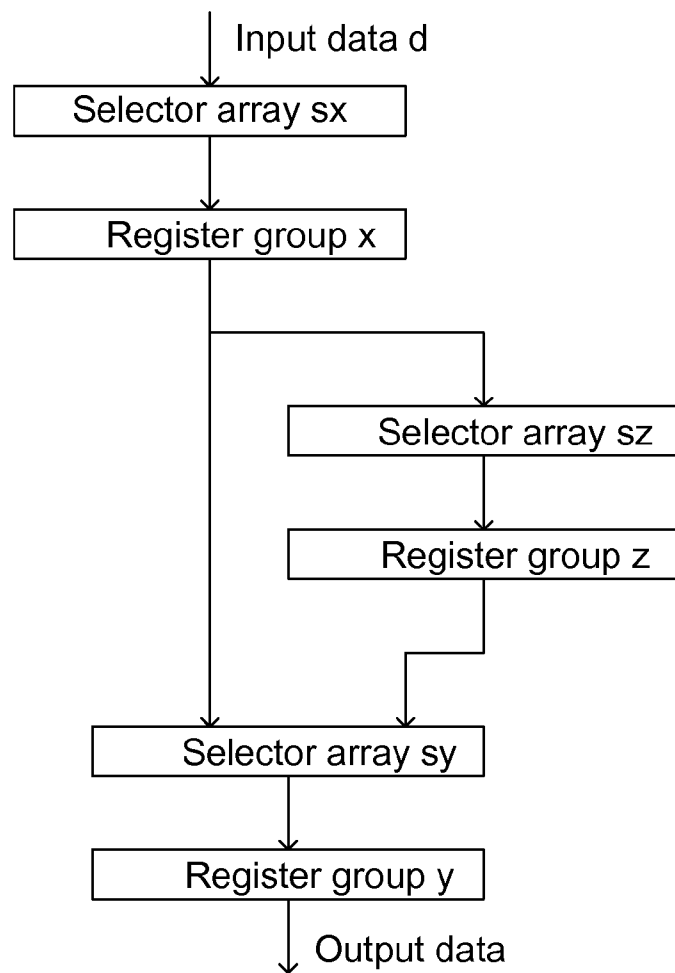 Input data d
Selector array sx
Register group x
Selector array sz
Register group z
Selector array sy
Register group y
Output data